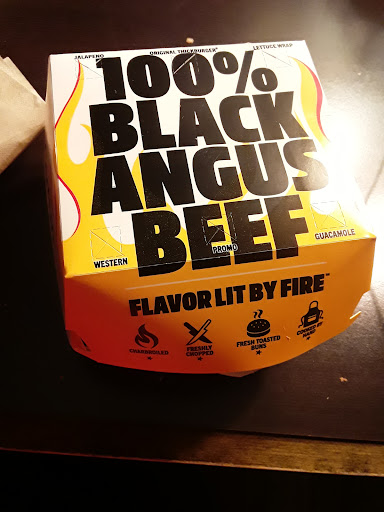 JALAPEÑO ORIGINAL THICKBURGER® LETTUCE WRAP
100%
BLACK
ANGUS
BEEF
WESTERN PROMO GUACAMOLE
FLAVOR LIT BY FIRE™
CHARBROILED
FRESHLY
CHOPPED
FRESH TOASTED
BUNS
COOKED BY
HAND